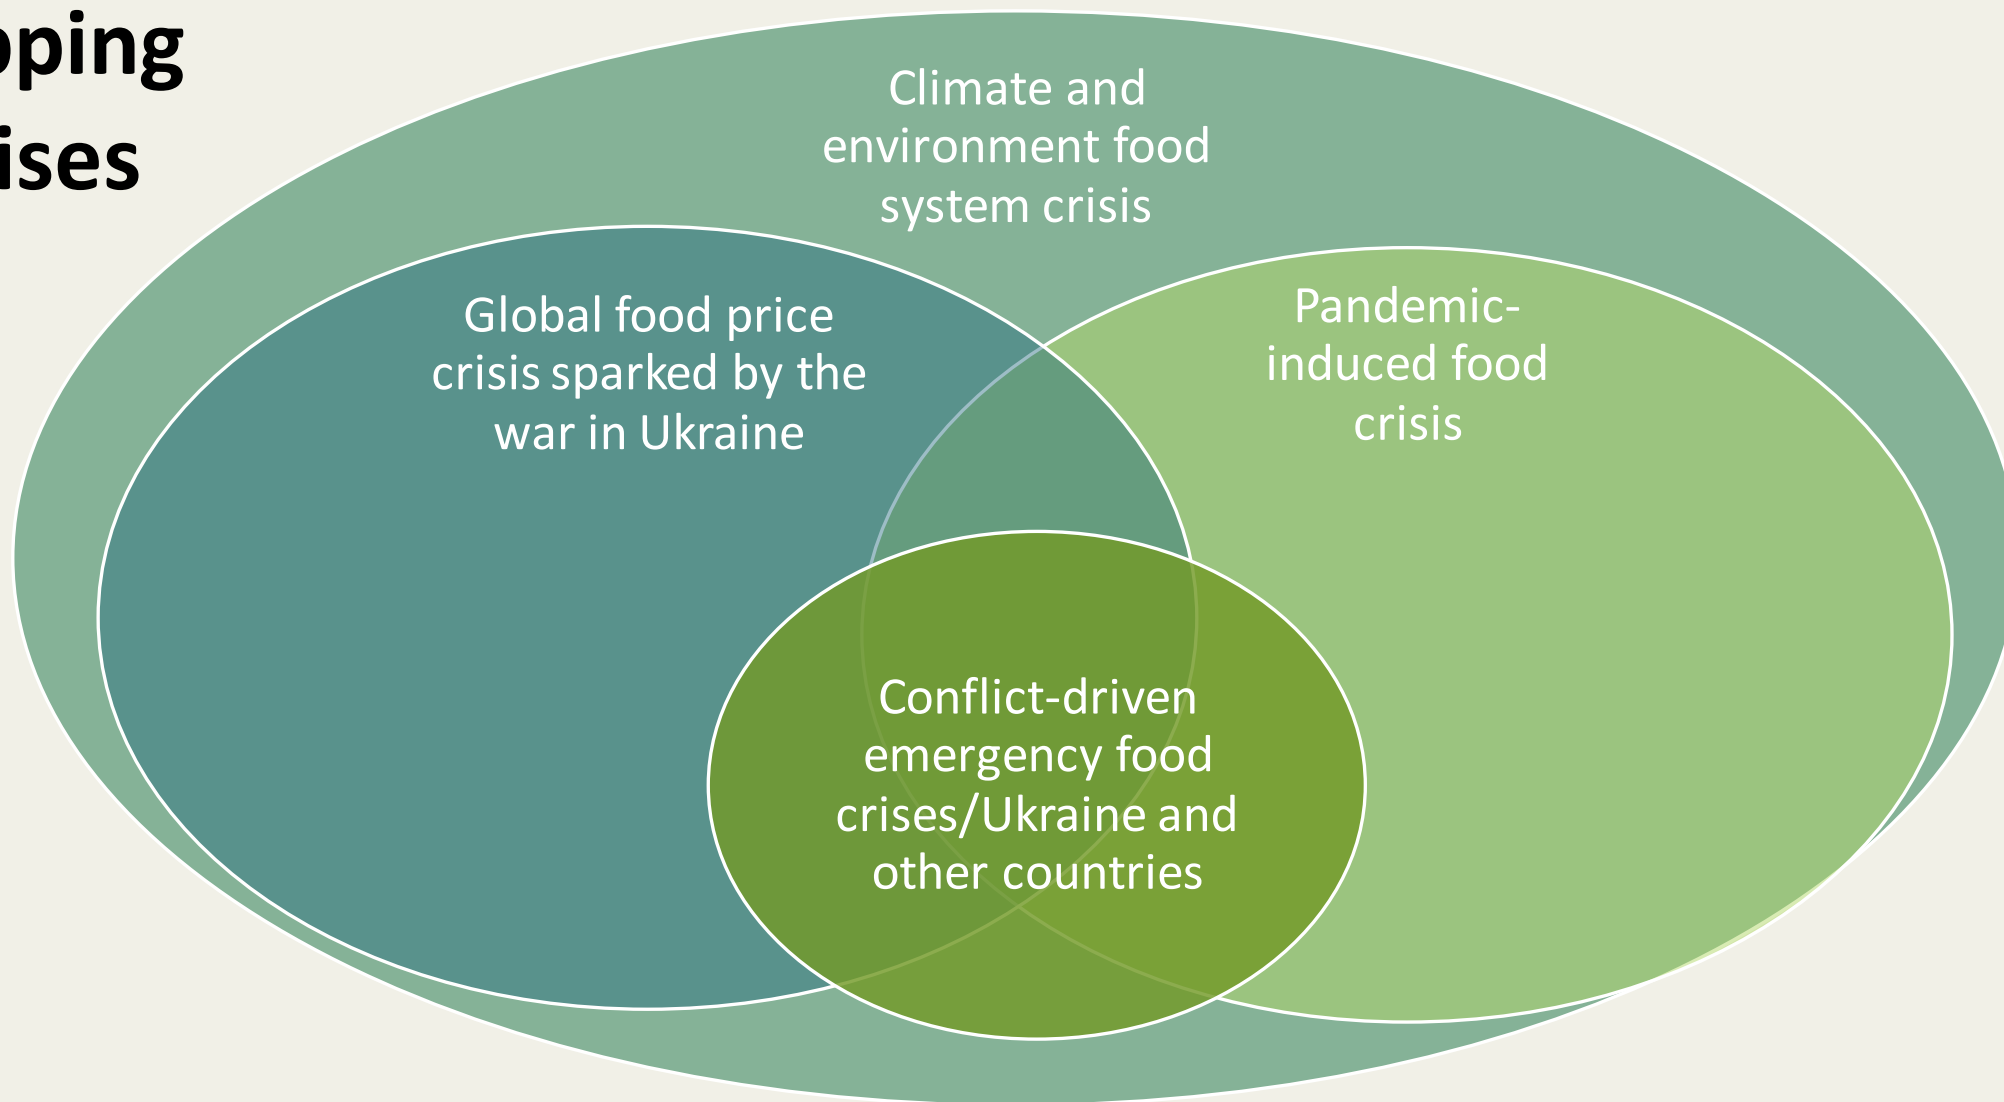 pping
ises
Climate and
environment food
system crisis
Global food price
crisis sparked by the
war in Ukraine
Pandemic-
induced food
crisis
Conflict-driven
emergency food
crises/Ukraine and
other countries